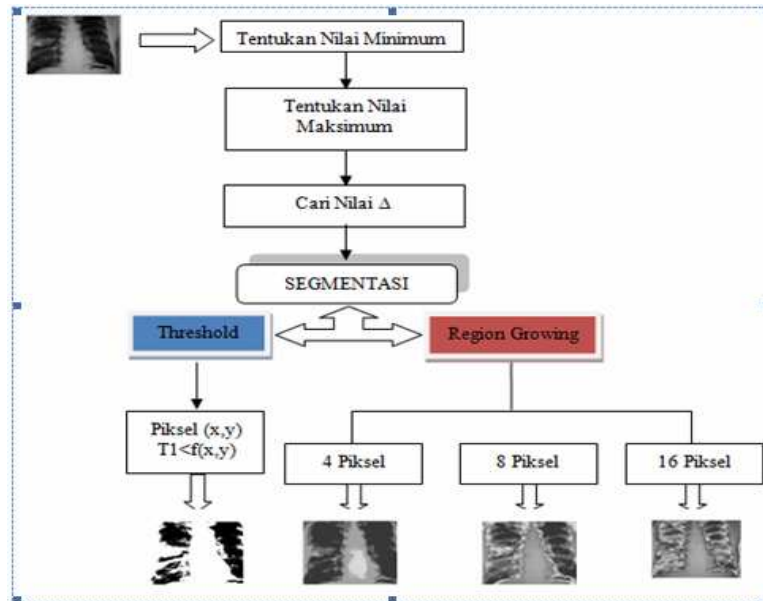 Tentukan Nilai Minimum
Tentukan Nilai
Maksimum
Cari Nilai Δ
SEGMENTASI
Threshold
Region Growing
Piksel (x,y)
T1<f(x,y)
4 Piksel
8 Piksel
16 Piksel